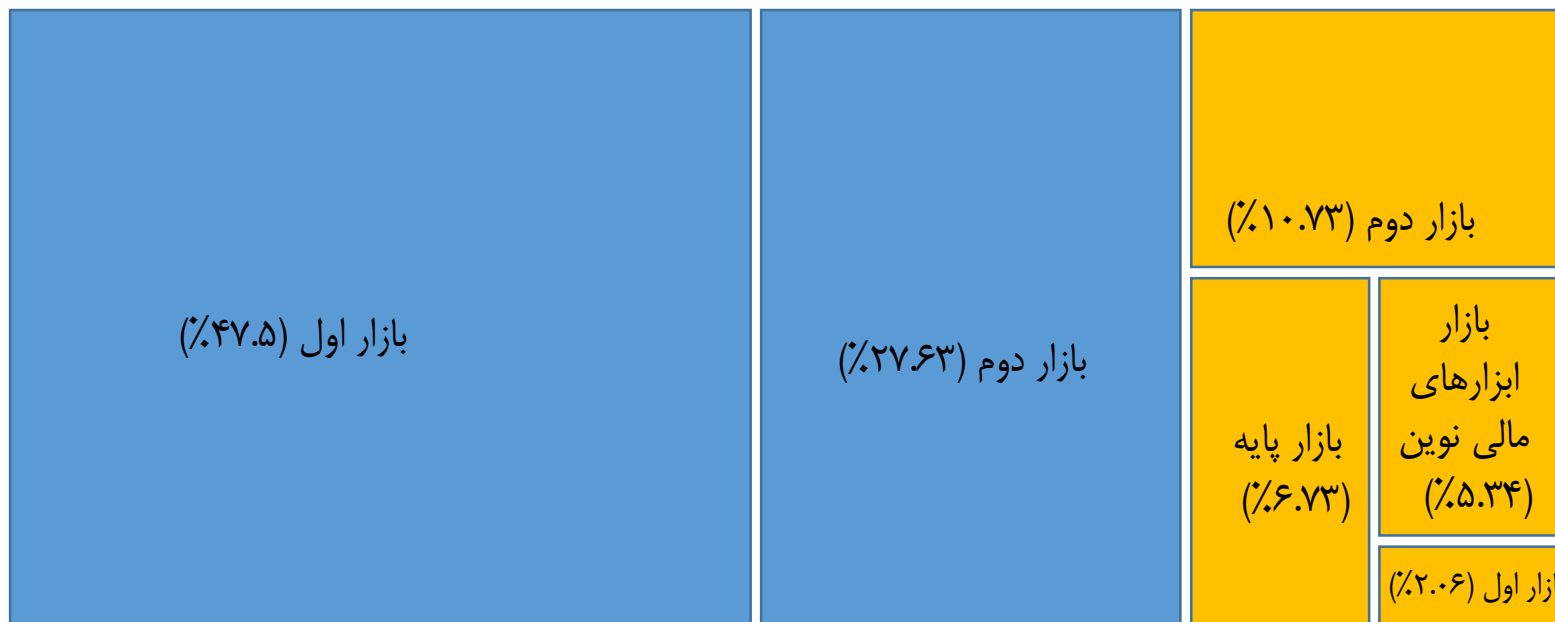 بازار اول (٪۴۷.۵)
بازار دوم (٪۲۷.۶۳)
بازار دوم (٪۱۰.۷۳)
بازار پایه
(٪۶.۷۳)
بازار
ابزارهای
مالی نوین
(٪۵.۳۴)
ازار اول (٪۲.۰۶)